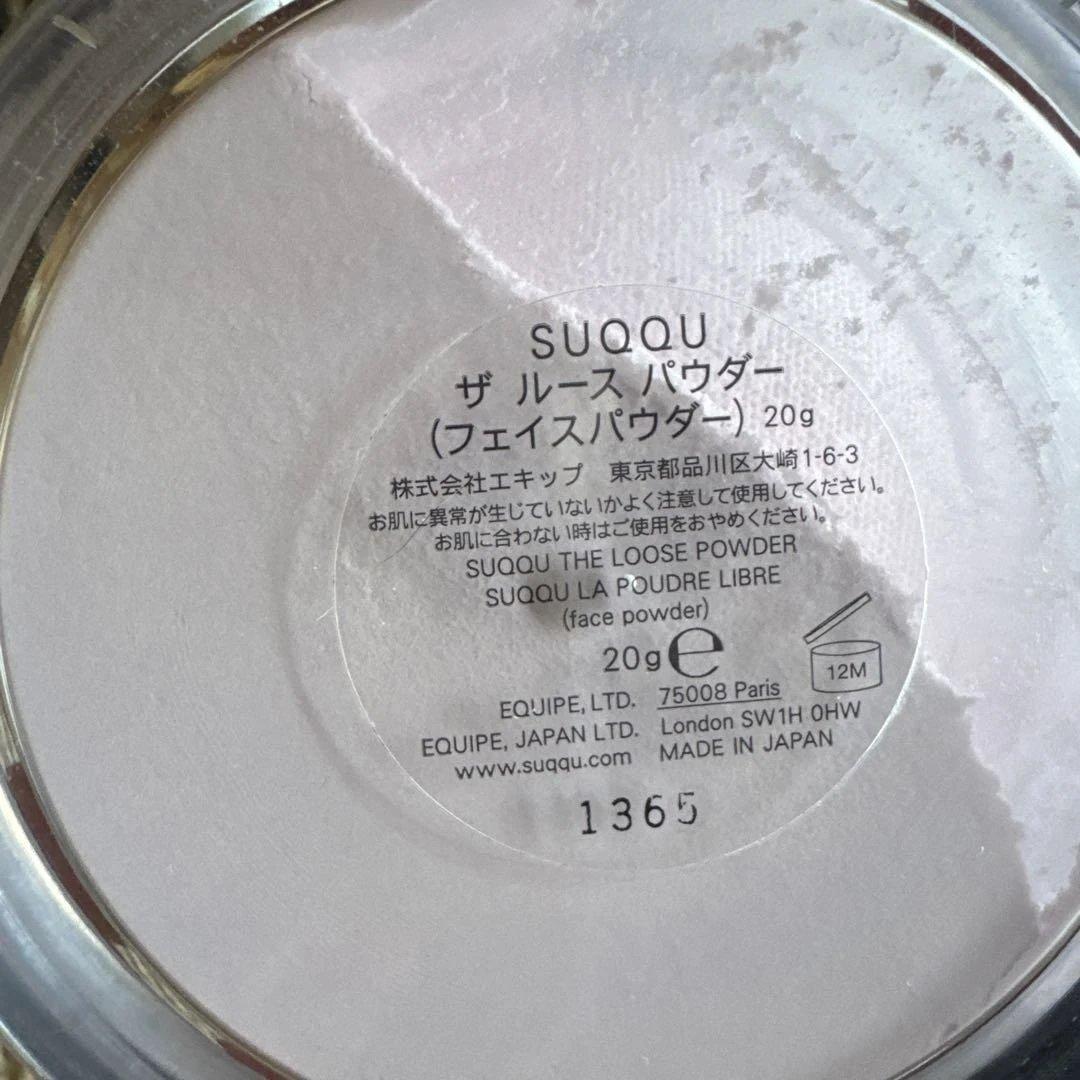 SUQQU
ザ ルース パウダー
(フェイスパウダー) 20g
株式会社エキップ 東京都品川区大崎1-6-3
お肌に異常が生じていないかよく注意して使用してください。
お肌に合わない時はご使用をおやめください。
SUQQU THE LOOSE POWDER
SUQQU LA POUDRE LIBRE
(face powder)
20g℮
12M
EQUIPE, LTD. 75008 Paris
EQUIPE, JAPAN LTD. London SW1H 0HW
www.suqqu.com MADE IN JAPAN
1365